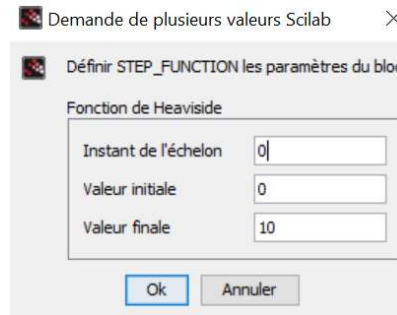 Demande de plusieurs valeurs Scilab
Définir STEP_FUNCTION les paramètres du bloc
Fonction de Heaviside
Instant de l'échelon 0
Valeur initiale 0
Valeur finale 10
Ok Annuler